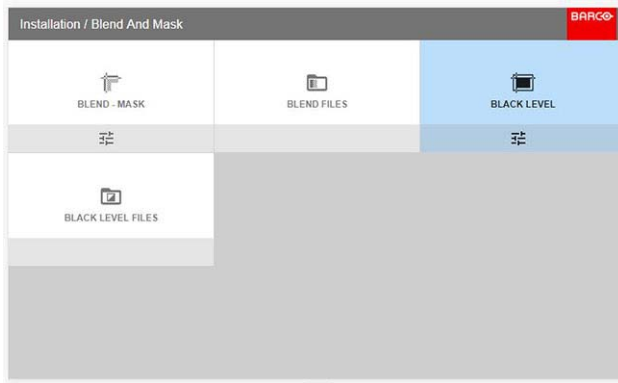 Installation / Blend And Mask
BARCO
BLEND - MASK
BLEND FILES
BLACK LEVEL
BLACK LEVEL FILES